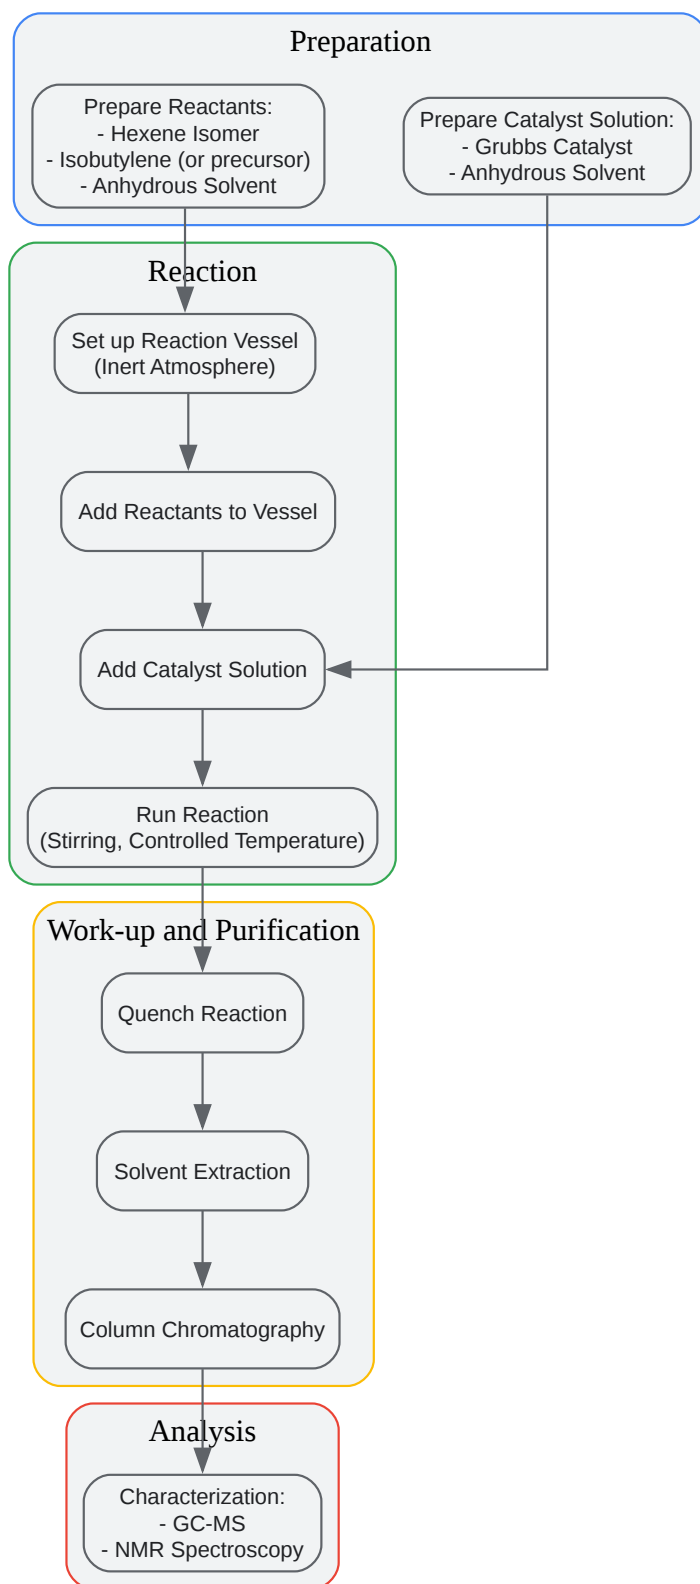 Preparation
Prepare Reactants:
- Hexene Isomer
- Isobutylene (or precursor)
- Anhydrous Solvent
Prepare Catalyst Solution:
- Grubbs Catalyst
- Anhydrous Solvent
Reaction
Set up Reaction Vessel
(Inert Atmosphere)
Add Reactants to Vessel
Add Catalyst Solution
Run Reaction
(Stirring, Controlled Temperature)
Work-up and Purification
Quench Reaction
Solvent Extraction
Column Chromatography
Analysis
Characterization:
- GC-MS
- NMR Spectroscopy